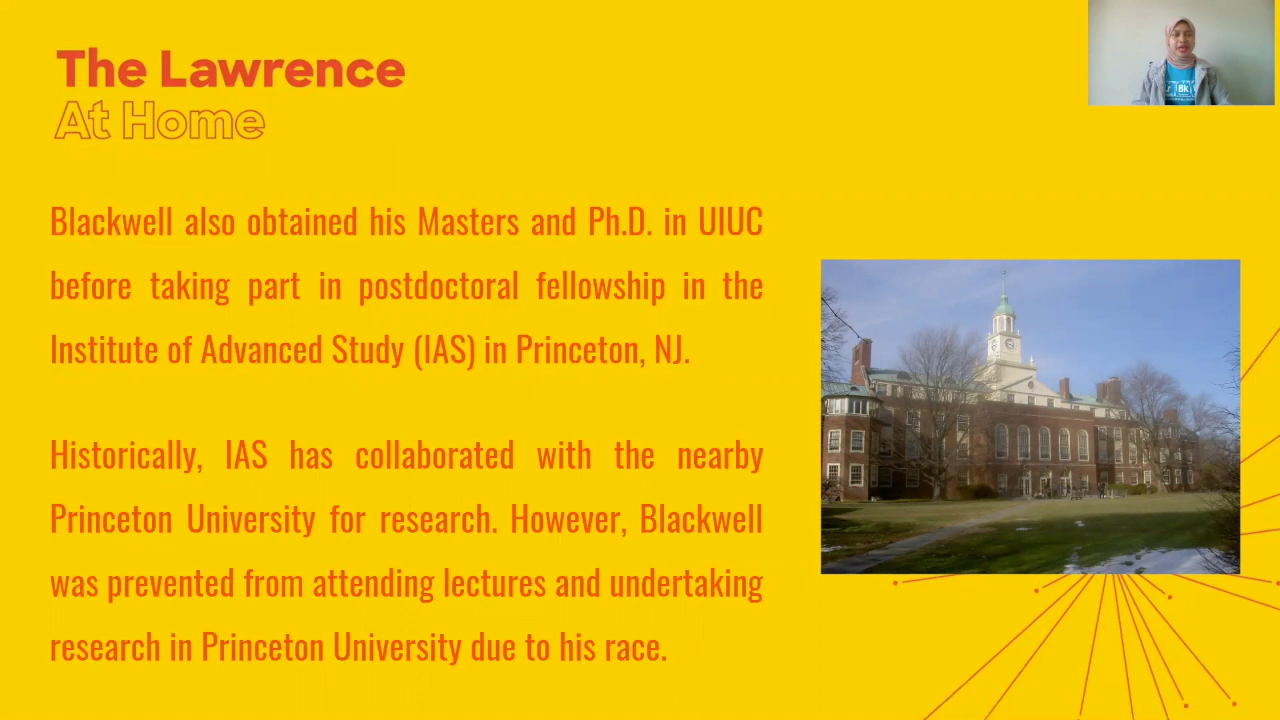 The Lawrence
At Home
Blackwell also obtained his Masters and Ph.D. in UIUC
before taking part in postdoctoral fellowship in the
Institute of Advanced Study (IAS) in Princeton, NJ.
Historically, IAS has collaborated with the nearby
Princeton University for research. However, Blackwell
was prevented from attending lectures and undertaking
research in Princeton University due to his race.
Bk